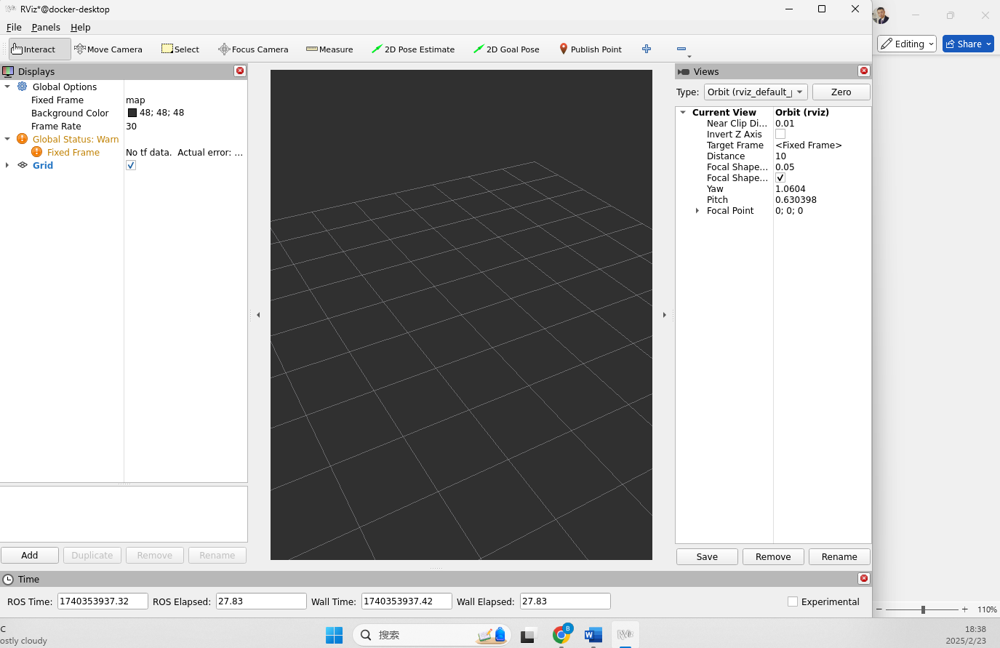 RViz*@docker-desktop
File Panels Help
Interact Move Camera Select Focus Camera Measure 2D Pose Estimate 2D Goal Pose Publish Point
Editing Share
Displays
Global Options
Fixed Frame map
Background Color 48; 48; 48
Frame Rate 30
Global Status: Warn
Fixed Frame No tf data.  Actual error: ...
Grid
Views
Type: Orbit (rviz_default_ Zero
Current View Orbit (rviz)
Near Clip Di... 0.01
Invert Z Axis
Target Frame <Fixed Frame>
Distance 10
Focal Shape... 0.05
Focal Shape...
Yaw 1.0604
Pitch 0.630398
Focal Point 0; 0; 0
Add Duplicate Remove Rename
Save Remove Rename
Time
ROS Time: 1740353937.32 ROS Elapsed: 27.83 Wall Time: 1740353937.42 Wall Elapsed: 27.83 Experimental
110%
C
ostly cloudy
搜索
B
W
RViz
18:38
2025/2/23